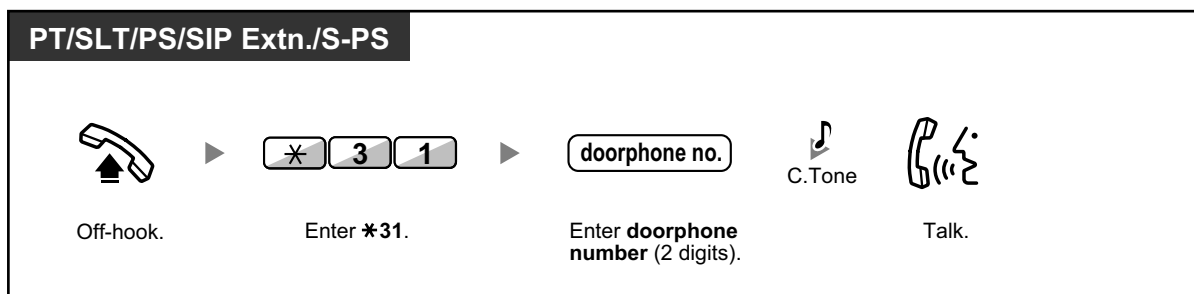 PT/SLT/PS/SIP Extn./S-PS
* 3 1
doorphone no.
C.Tone
Off-hook.
Enter *31.
Enter doorphone
number (2 digits).
Talk.